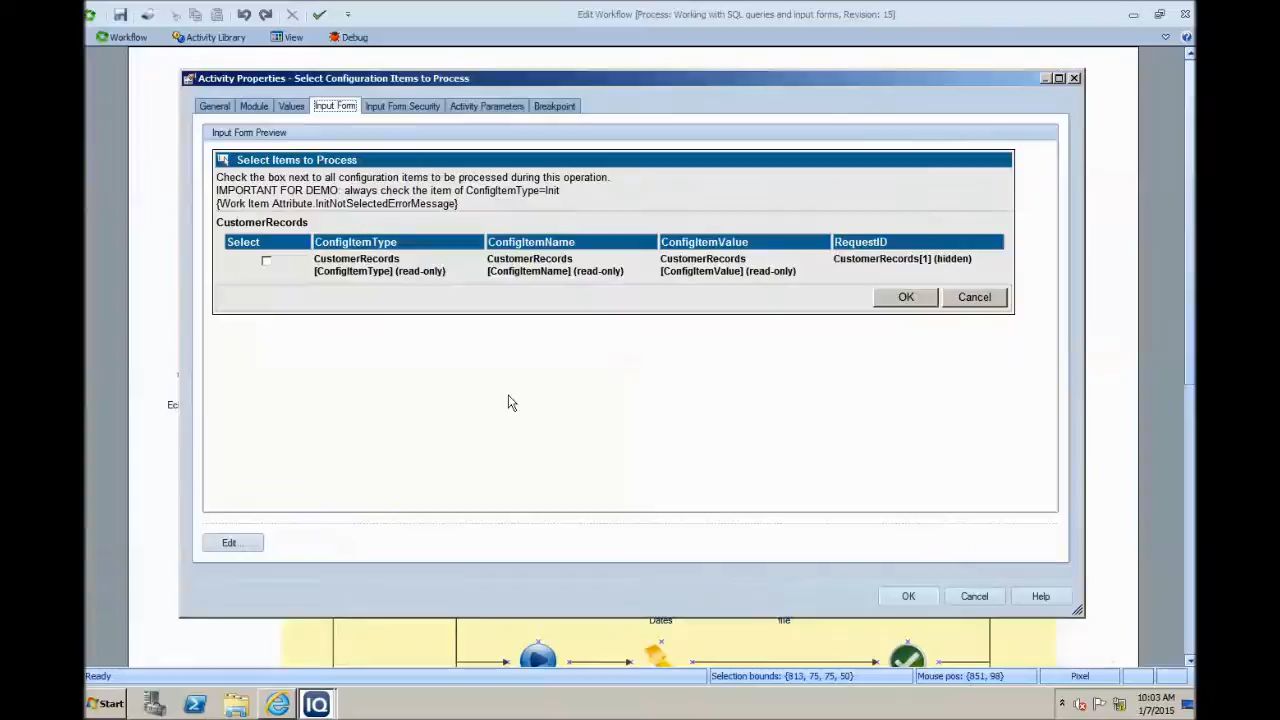 Edit Workflow [Process: Working with SQL queries and input forms, Revision: 15]
Workflow Activity Library View Debug
Activity Properties - Select Configuration Items to Process
General Module Values Input Form Input Form Security Activity Parameters Breakpoint
Input Form Preview
Select Items to Process
Check the box next to all configuration items to be processed during this operation.
IMPORTANT FOR DEMO: always check the item of ConfigItemType=Init
{Work Item Attribute.InitNotSelectedErrorMessage}
CustomerRecords
Select ConfigItemType ConfigItemName ConfigItemValue RequestID
CustomerRecords CustomerRecords CustomerRecords CustomerRecords[1] (hidden)
[ConfigItemType] (read-only) [ConfigItemName] (read-only) [ConfigItemValue] (read-only)
OK Cancel
Edit...
OK Cancel Help
Dates file
Ready Selection bounds: {813, 75, 75, 50} Mouse pos: {851, 98} Pixel
Start IQ 10:03 AM
1/7/2015